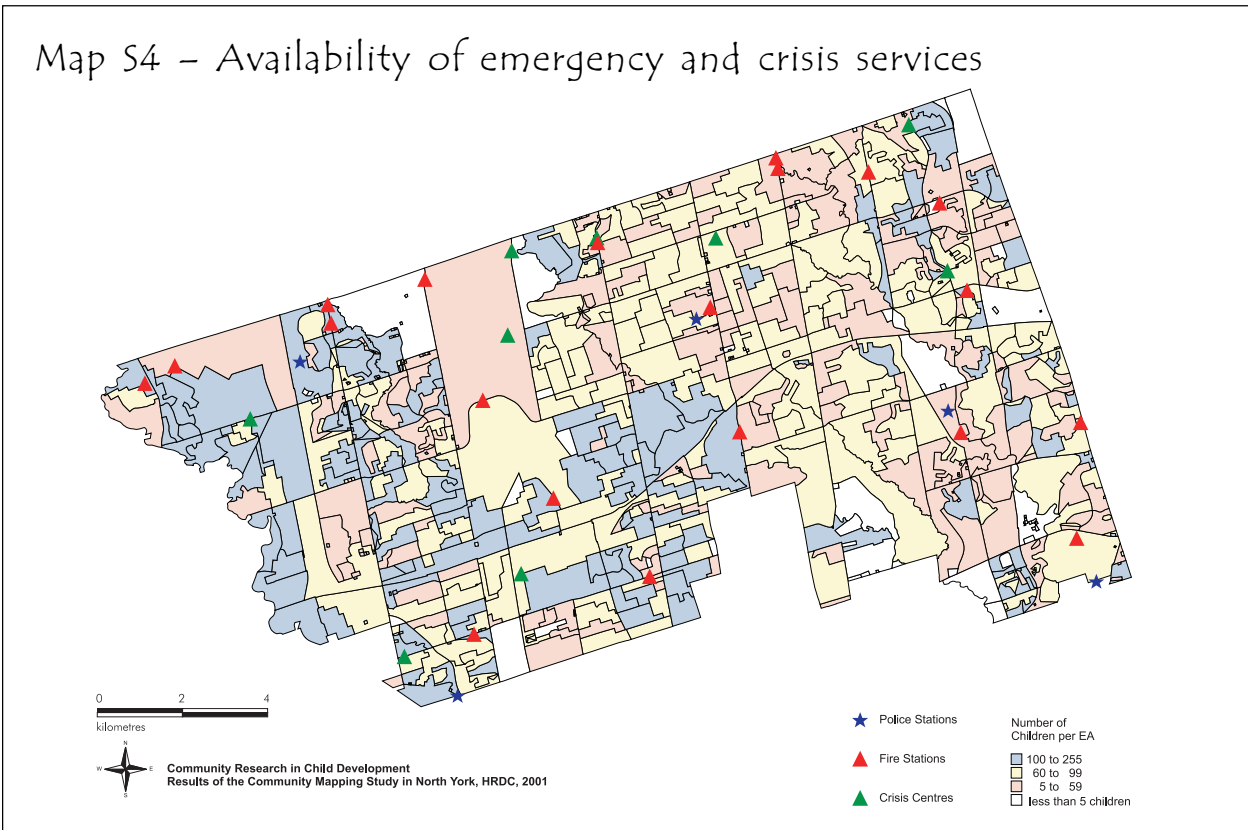 Map S4 – Availability of emergency and crisis services
0 2 4
kilometres
N
W E
S
Community Research in Child Development
Results of the Community Mapping Study in North York, HRDC, 2001
Police Stations
Fire Stations
Crisis Centres
Number of
Children per EA
100 to 255
60 to 99
5 to 59
less than 5 children